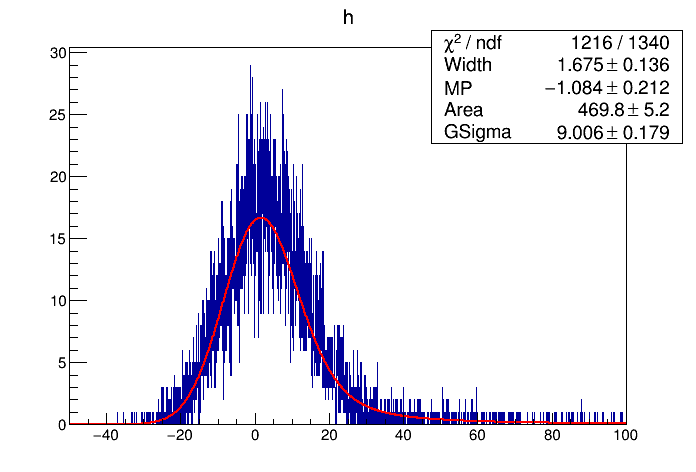 h
χ² / ndf 1216 / 1340
Width 1.675 ± 0.136
MP −1.084 ± 0.212
Area 469.8 ± 5.2
GSigma 9.006 ± 0.179
30
25
20
15
10
5
0
−40 −20 0 20 40 60 80 100